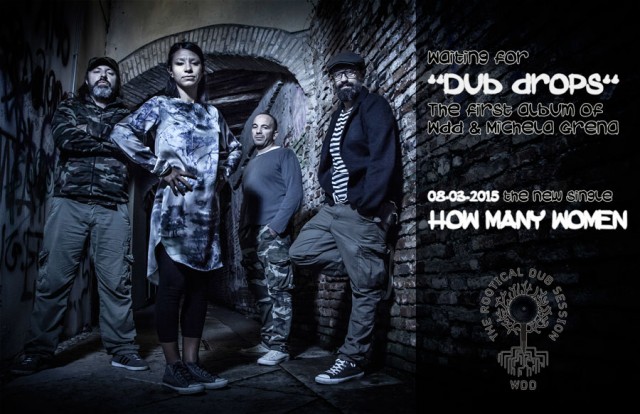 Waiting for
"Dub drops"
The first album of
Wdd & Michela Grena
08-03-2015 the new single
HOW MANY WOMEN
THE ROOTICAL DUB SESSION
WDD